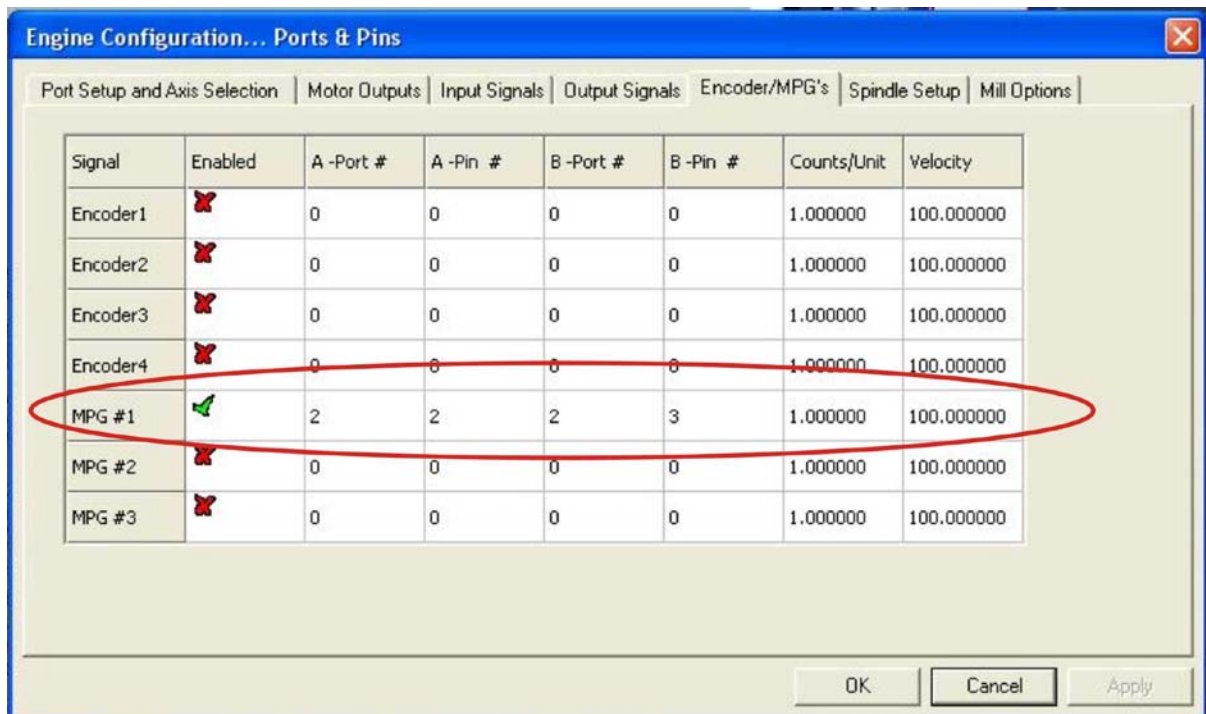 Engine Configuration... Ports & Pins
Port Setup and Axis Selection Motor Outputs Input Signals Output Signals Encoder/MPG's Spindle Setup Mill Options
Signal Enabled A -Port # A -Pin # B -Port # B -Pin # Counts/Unit Velocity
Encoder1 0 0 0 0 1.000000 100.000000
Encoder2 0 0 0 0 1.000000 100.000000
Encoder3 0 0 0 0 1.000000 100.000000
Encoder4 0 0 0 0 1.000000 100.000000
MPG #1 2 2 2 3 1.000000 100.000000
MPG #2 0 0 0 0 1.000000 100.000000
MPG #3 0 0 0 0 1.000000 100.000000
OK Cancel Apply